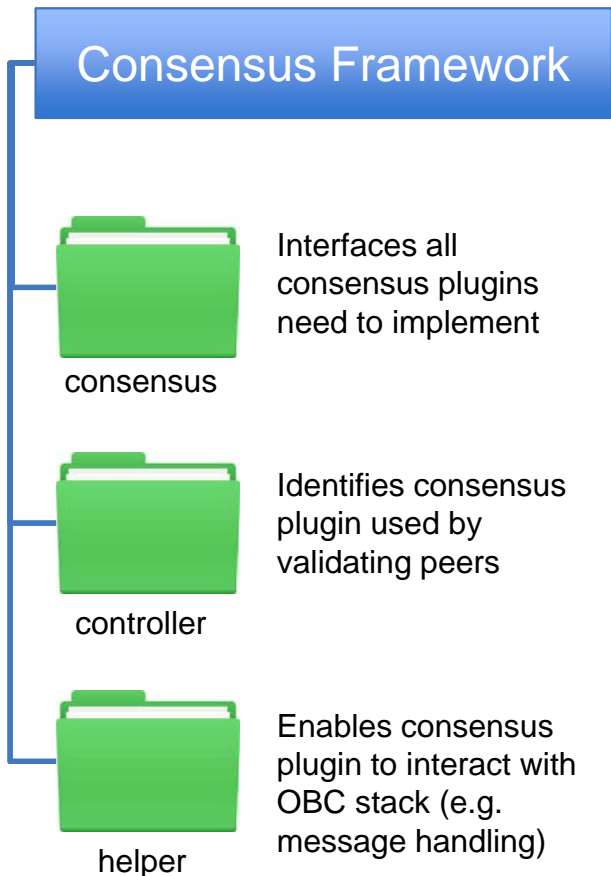 Consensus Framework
Interfaces all
consensus plugins
need to implement
consensus
Identifies consensus
plugin used by
validating peers
controller
Enables consensus
plugin to interact with
OBC stack (e.g.
message handling)
helper